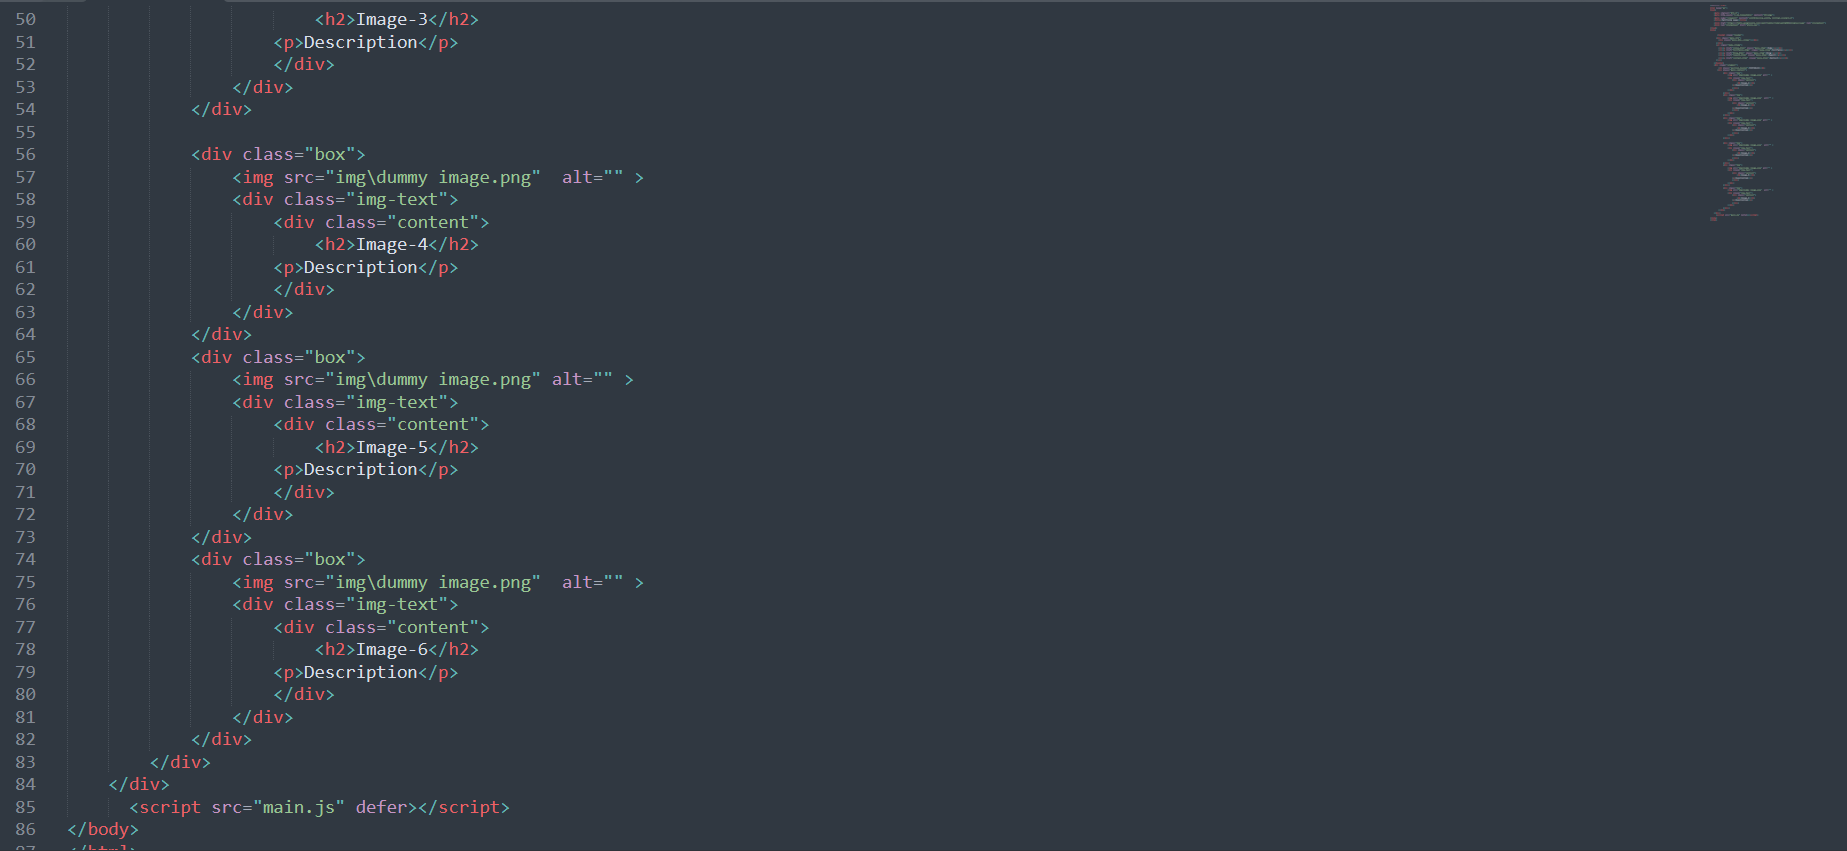 50 <h2>Image-3</h2>
51 <p>Description</p>
52 </div>
53 </div>
54 </div>
55
56 <div class="box">
57 <img src="img\dummy image.png"  alt="" >
58 <div class="img-text">
59 <div class="content">
60 <h2>Image-4</h2>
61 <p>Description</p>
62 </div>
63 </div>
64 </div>
65 <div class="box">
66 <img src="img\dummy image.png" alt="" >
67 <div class="img-text">
68 <div class="content">
69 <h2>Image-5</h2>
70 <p>Description</p>
71 </div>
72 </div>
73 </div>
74 <div class="box">
75 <img src="img\dummy image.png"  alt="" >
76 <div class="img-text">
77 <div class="content">
78 <h2>Image-6</h2>
79 <p>Description</p>
80 </div>
81 </div>
82 </div>
83 </div>
84 </div>
85 <script src="main.js" defer></script>
86 </body>
87 </html>